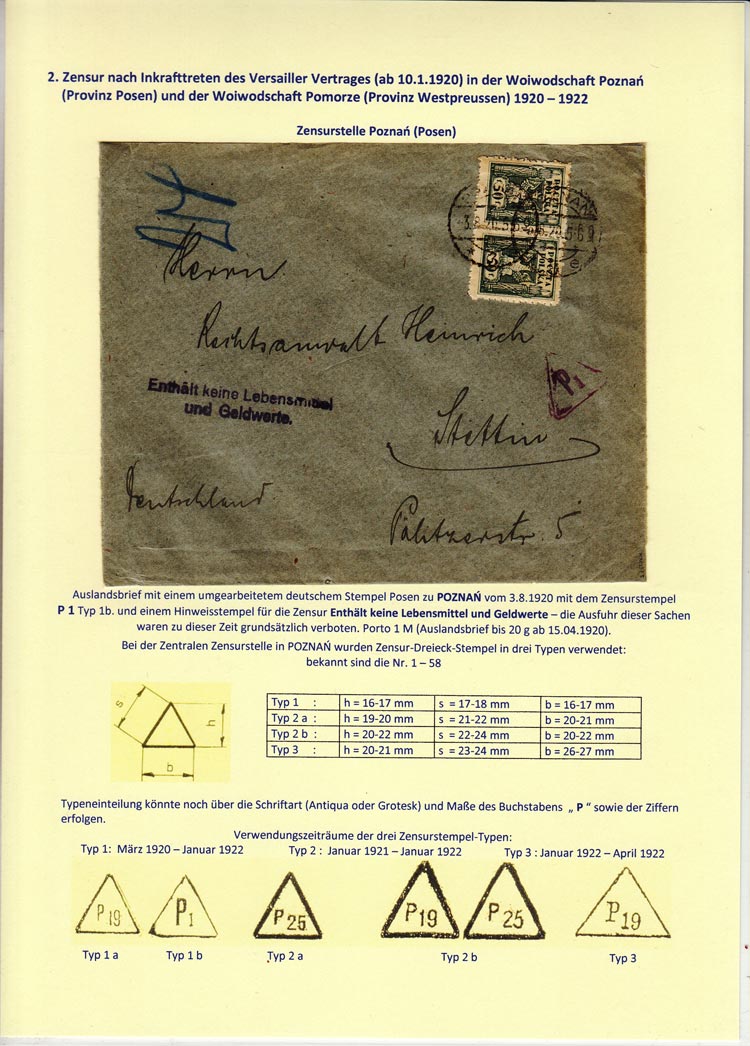 2. Zensur nach Inkrafttreten des Versailler Vertrages (ab 10.1.1920) in der Woiwodschaft Poznań
(Provinz Posen) und der Woiwodschaft Pomorze (Provinz Westpreussen) 1920 – 1922
Zensurstelle Poznań (Posen)
POCZTA
POLSKA
50 F
POCZTA
POLSKA
50 F
Herrn
Rechtsanwalt Heinrich
P1
Enthält keine Lebensmittel
und Geldwerte.
Stettin
Deutschland
Pölitzerstr. 5
Auslandsbrief mit einem umgearbeitetem deutschem Stempel Posen zu POZNAŃ vom 3.8.1920 mit dem Zensurstempel
P 1 Typ 1b. und einem Hinweisstempel für die Zensur Enthält keine Lebensmittel und Geldwerte – die Ausfuhr dieser Sachen
waren zu dieser Zeit grundsätzlich verboten. Porto 1 M (Auslandsbrief bis 20 g ab 15.04.1920).
Bei der Zentralen Zensurstelle in POZNAŃ wurden Zensur-Dreieck-Stempel in drei Typen verwendet:
bekannt sind die Nr. 1 – 58
s
h
b
Typ 1 : h = 16-17 mm s = 17-18 mm b = 16-17 mm
Typ 2 a : h = 19-20 mm s = 21-22 mm b = 20-21 mm
Typ 2 b : h = 20-22 mm s = 22-24 mm b = 20-22 mm
Typ 3 : h = 20-21 mm s = 23-24 mm b = 26-27 mm
Typeneinteilung könnte noch über die Schriftart (Antiqua oder Grotesk) und Maße des Buchstabens „ P “ sowie der Ziffern
erfolgen.
Verwendungszeiträume der drei Zensurstempel-Typen:
Typ 1: März 1920 – Januar 1922 Typ 2 : Januar 1921 – Januar 1922 Typ 3 : Januar 1922 – April 1922
P19 P1 P25 P19 P25 P19
Typ 1 a Typ 1 b Typ 2 a Typ 2 b Typ 3